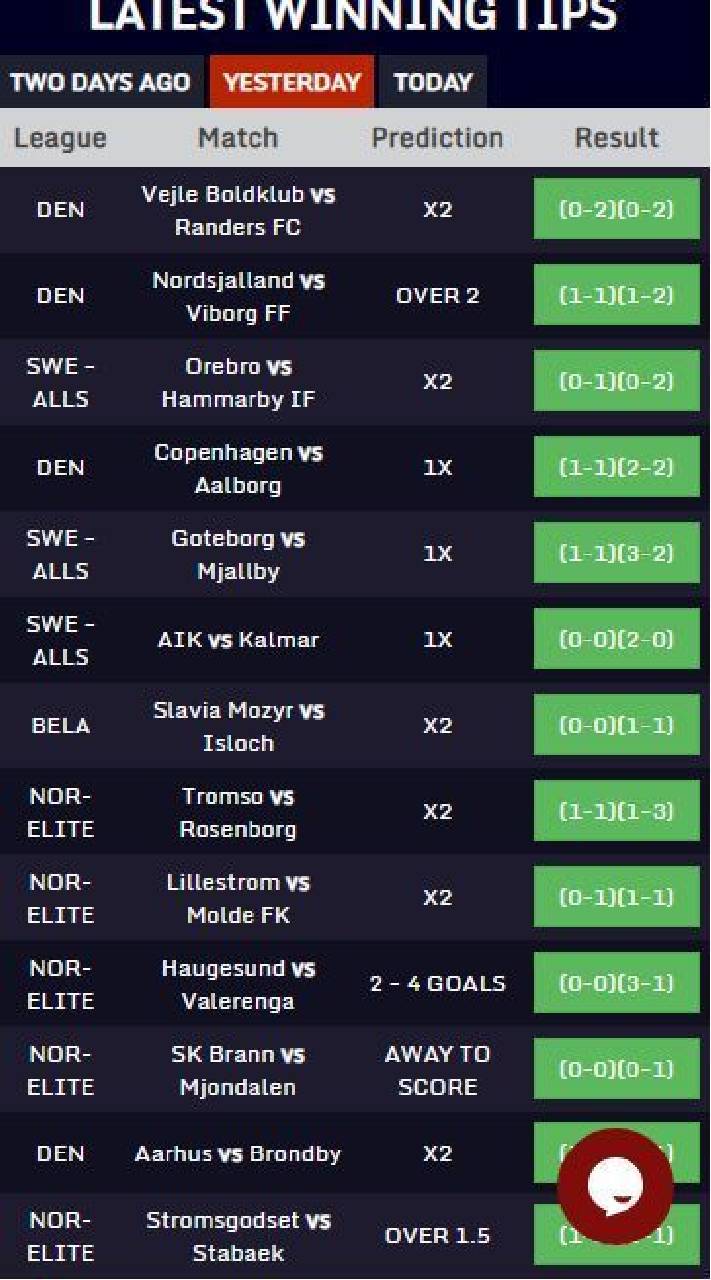 LATEST WINNING TIPS
TWO DAYS AGO YESTERDAY TODAY
League Match Prediction Result
DEN Vejle Boldklub vs Randers FC X2 (0-2)(0-2)
DEN Nordsjalland vs Viborg FF OVER 2 (1-1)(1-2)
SWE - ALLS Orebro vs Hammarby IF X2 (0-1)(0-2)
DEN Copenhagen vs Aalborg 1X (1-1)(2-2)
SWE - ALLS Goteborg vs Mjallby 1X (1-1)(3-2)
SWE - ALLS AIK vs Kalmar 1X (0-0)(2-0)
BELA Slavia Mozyr vs Isloch X2 (0-0)(1-1)
NOR-ELITE Tromso vs Rosenborg X2 (1-1)(1-3)
NOR-ELITE Lillestrom vs Molde FK X2 (0-1)(1-1)
NOR-ELITE Haugesund vs Valerenga 2 - 4 GOALS (0-0)(3-1)
NOR-ELITE SK Brann vs Mjondalen AWAY TO SCORE (0-0)(0-1)
DEN Aarhus vs Brondby X2
NOR-ELITE Stromsgodset vs Stabaek OVER 1.5